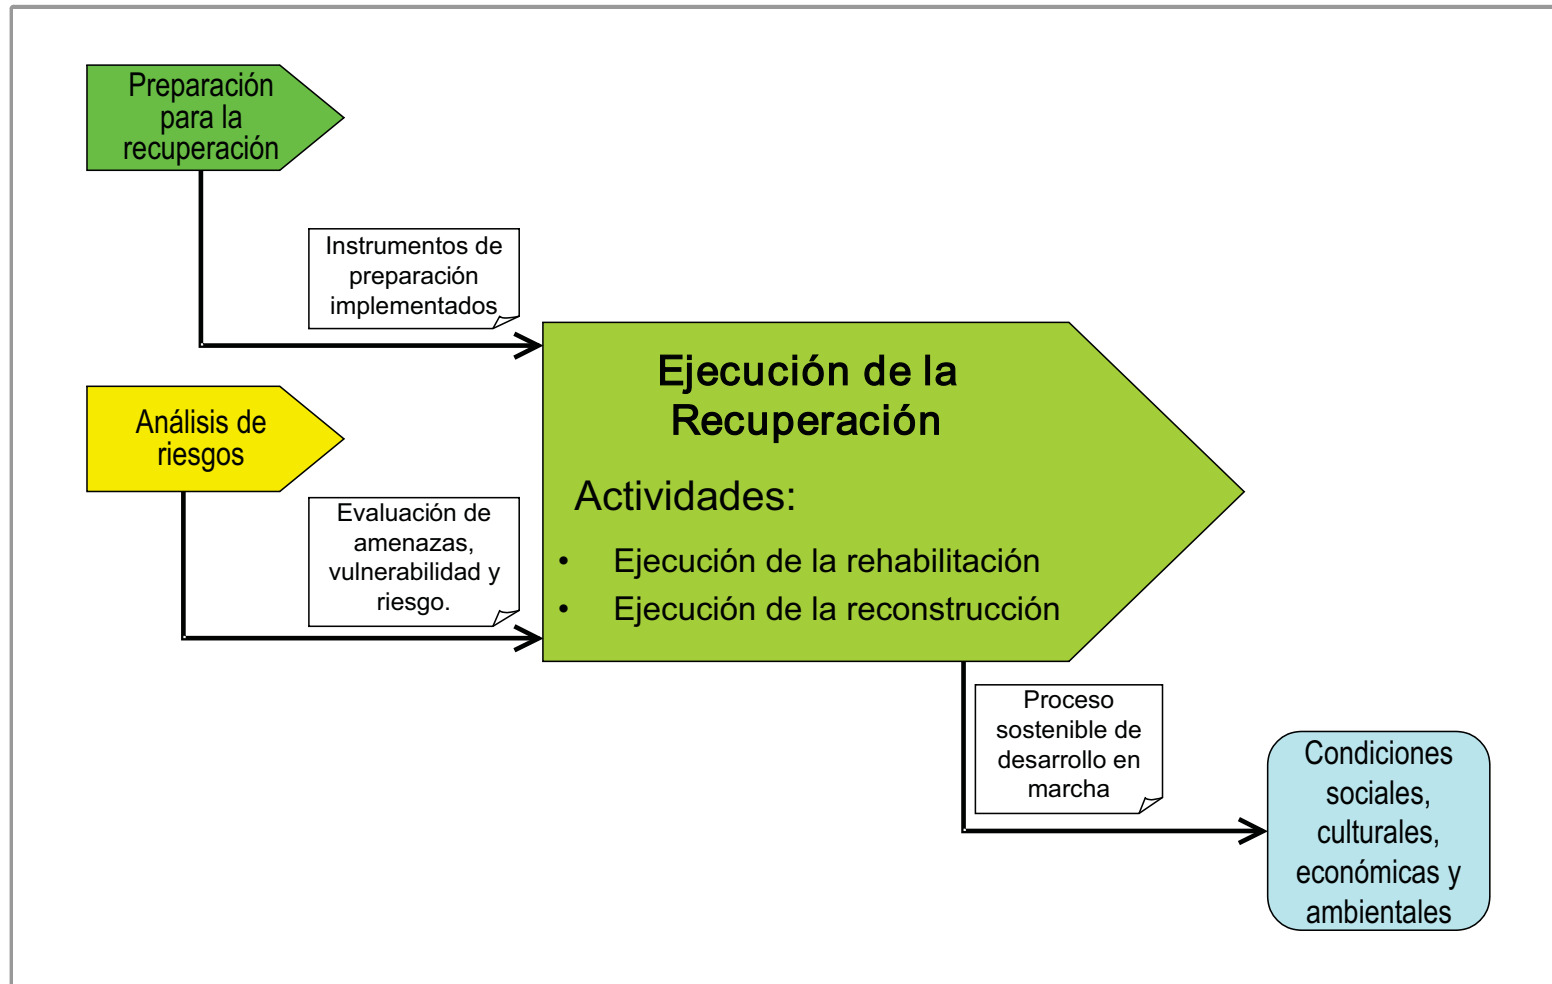 Preparación
para la
recuperación
Instrumentos de
preparación
implementados
Análisis de
riesgos
Evaluación de
amenazas,
vulnerabilidad y
riesgo.
Ejecución de la
Recuperación
Actividades:
• Ejecución de la rehabilitación
• Ejecución de la reconstrucción
Proceso
sostenible de
desarrollo en
marcha
Condiciones
sociales,
culturales,
económicas y
ambientales